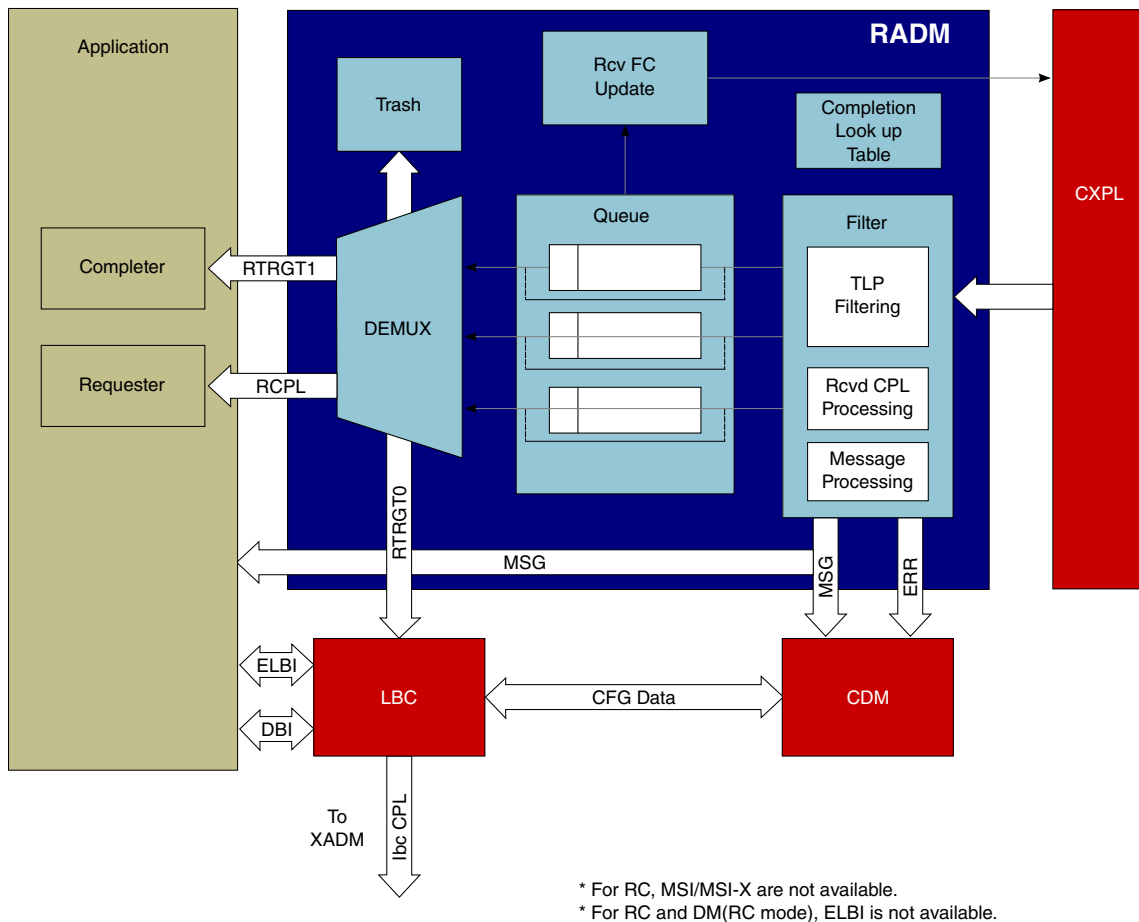 Application
RADM
Rcv FC
Update
Trash
Completion
Look up
Table
CXPL
Queue
Filter
Completer
RTRGT1
TLP
Filtering
DEMUX
Requester
RCPL
Rcvd CPL
Processing
Message
Processing
RTRGT0
MSG
MSG
ERR
ELBI
LBC
CFG Data
CDM
DBI
To
XADM
lbc CPL
* For RC, MSI/MSI-X are not available.
* For RC and DM(RC mode), ELBI is not available.